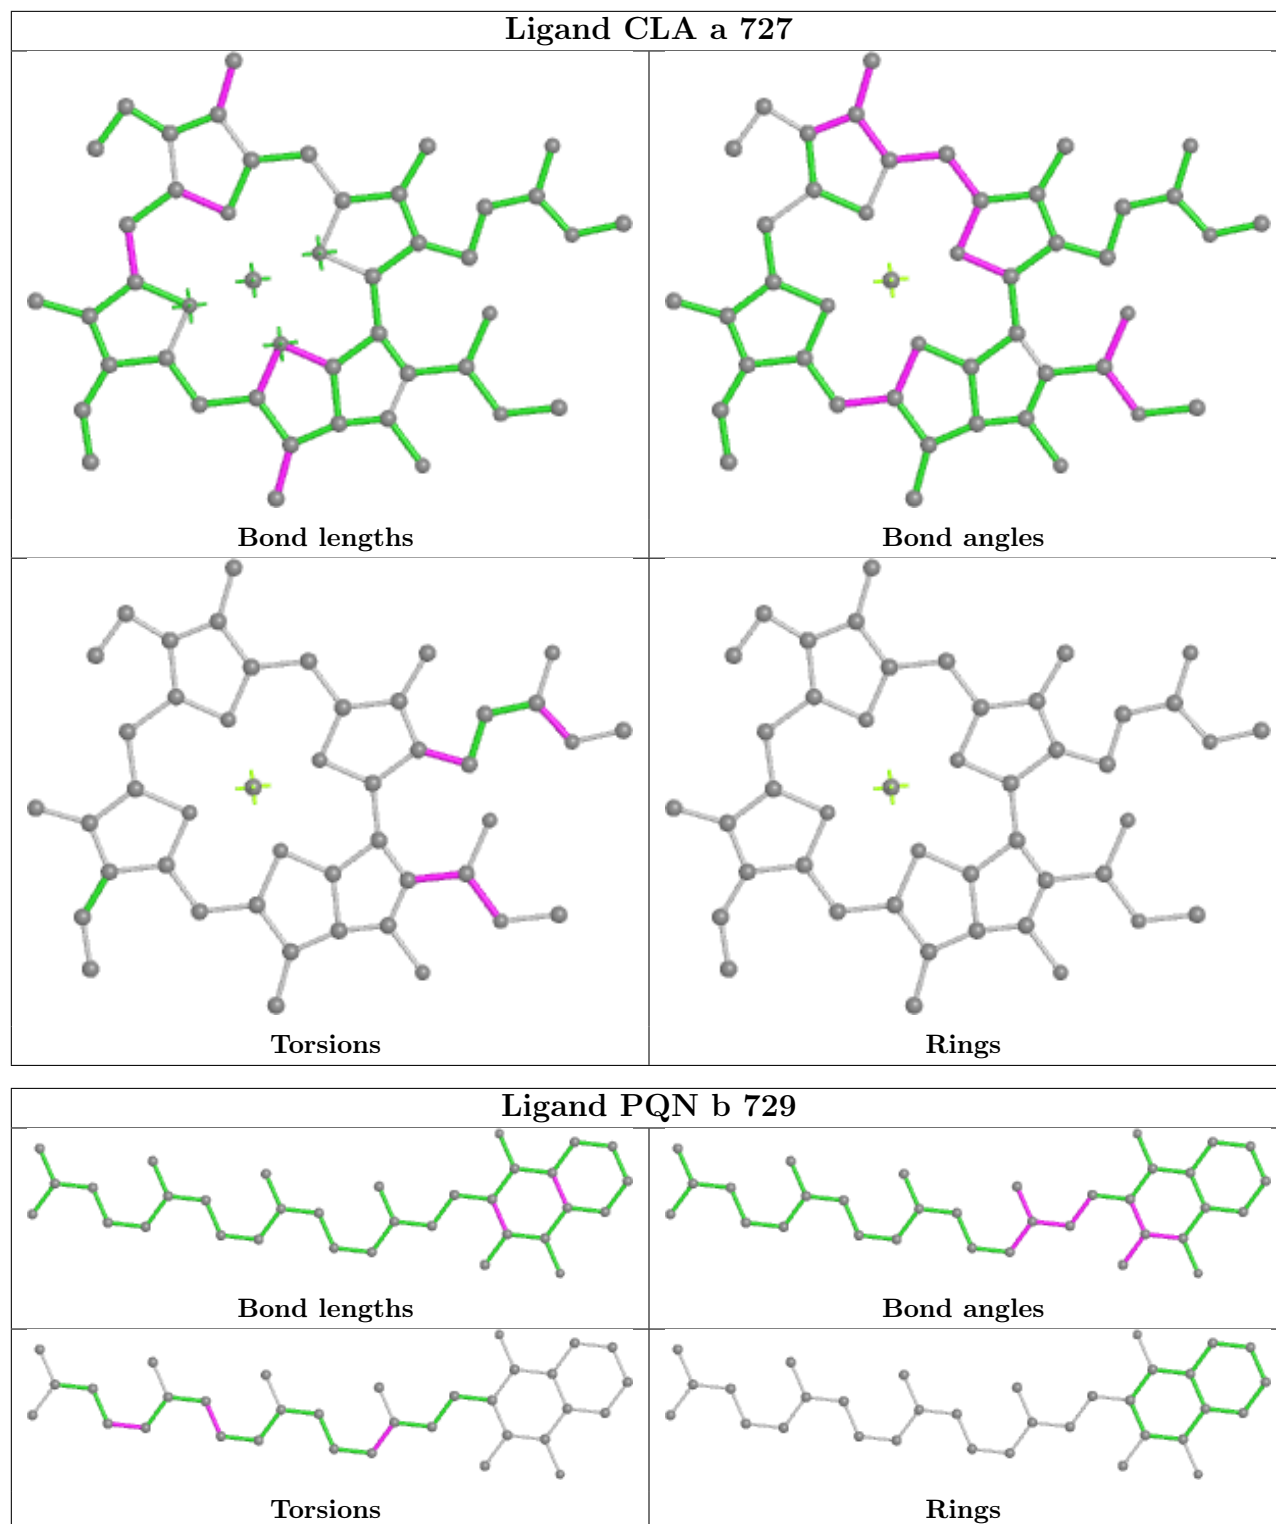 Ligand CLA a 727
Bond lengths
Bond angles
Torsions
Rings
Ligand PQN b 729
Bond lengths
Bond angles
Torsions
Rings